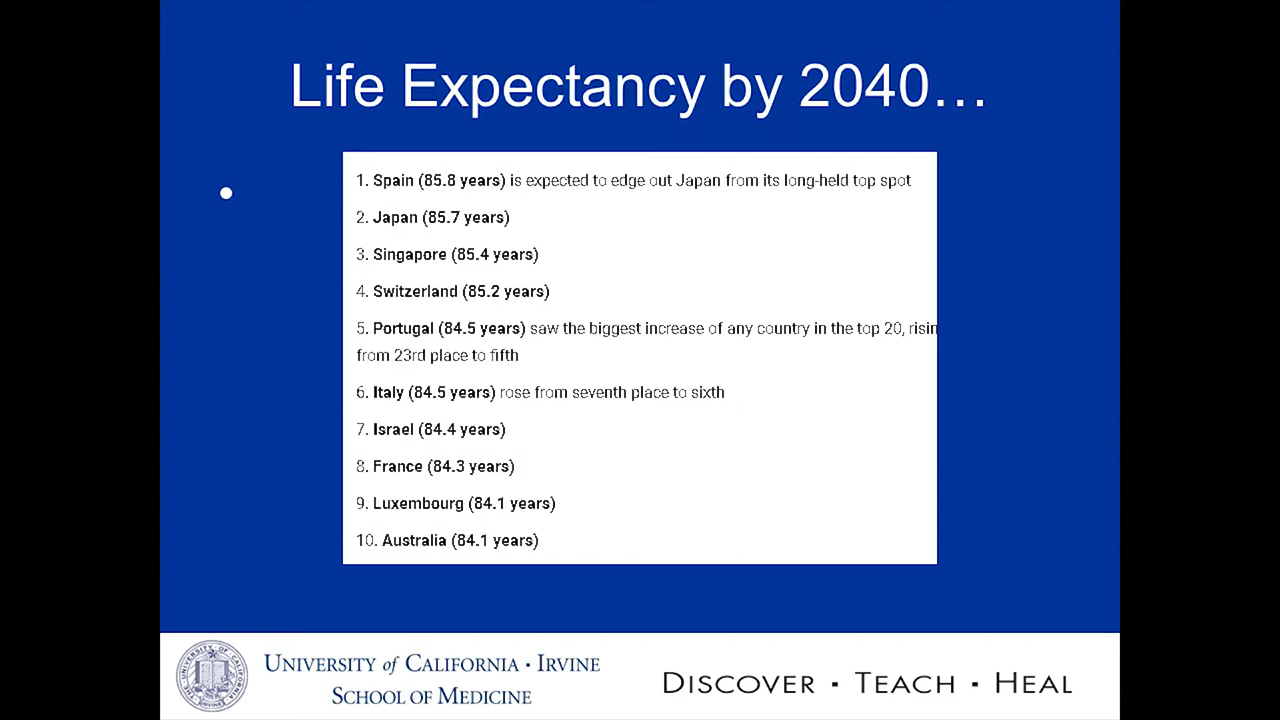 Life Expectancy by 2040…
1. Spain (85.8 years) is expected to edge out Japan from its long-held top spot
2. Japan (85.7 years)
3. Singapore (85.4 years)
4. Switzerland (85.2 years)
5. Portugal (84.5 years) saw the biggest increase of any country in the top 20, risin
from 23rd place to fifth
6. Italy (84.5 years) rose from seventh place to sixth
7. Israel (84.4 years)
8. France (84.3 years)
9. Luxembourg (84.1 years)
10. Australia (84.1 years)
UNIVERSITY of CALIFORNIA • IRVINE
SCHOOL OF MEDICINE
DISCOVER ▪ TEACH ▪ HEAL